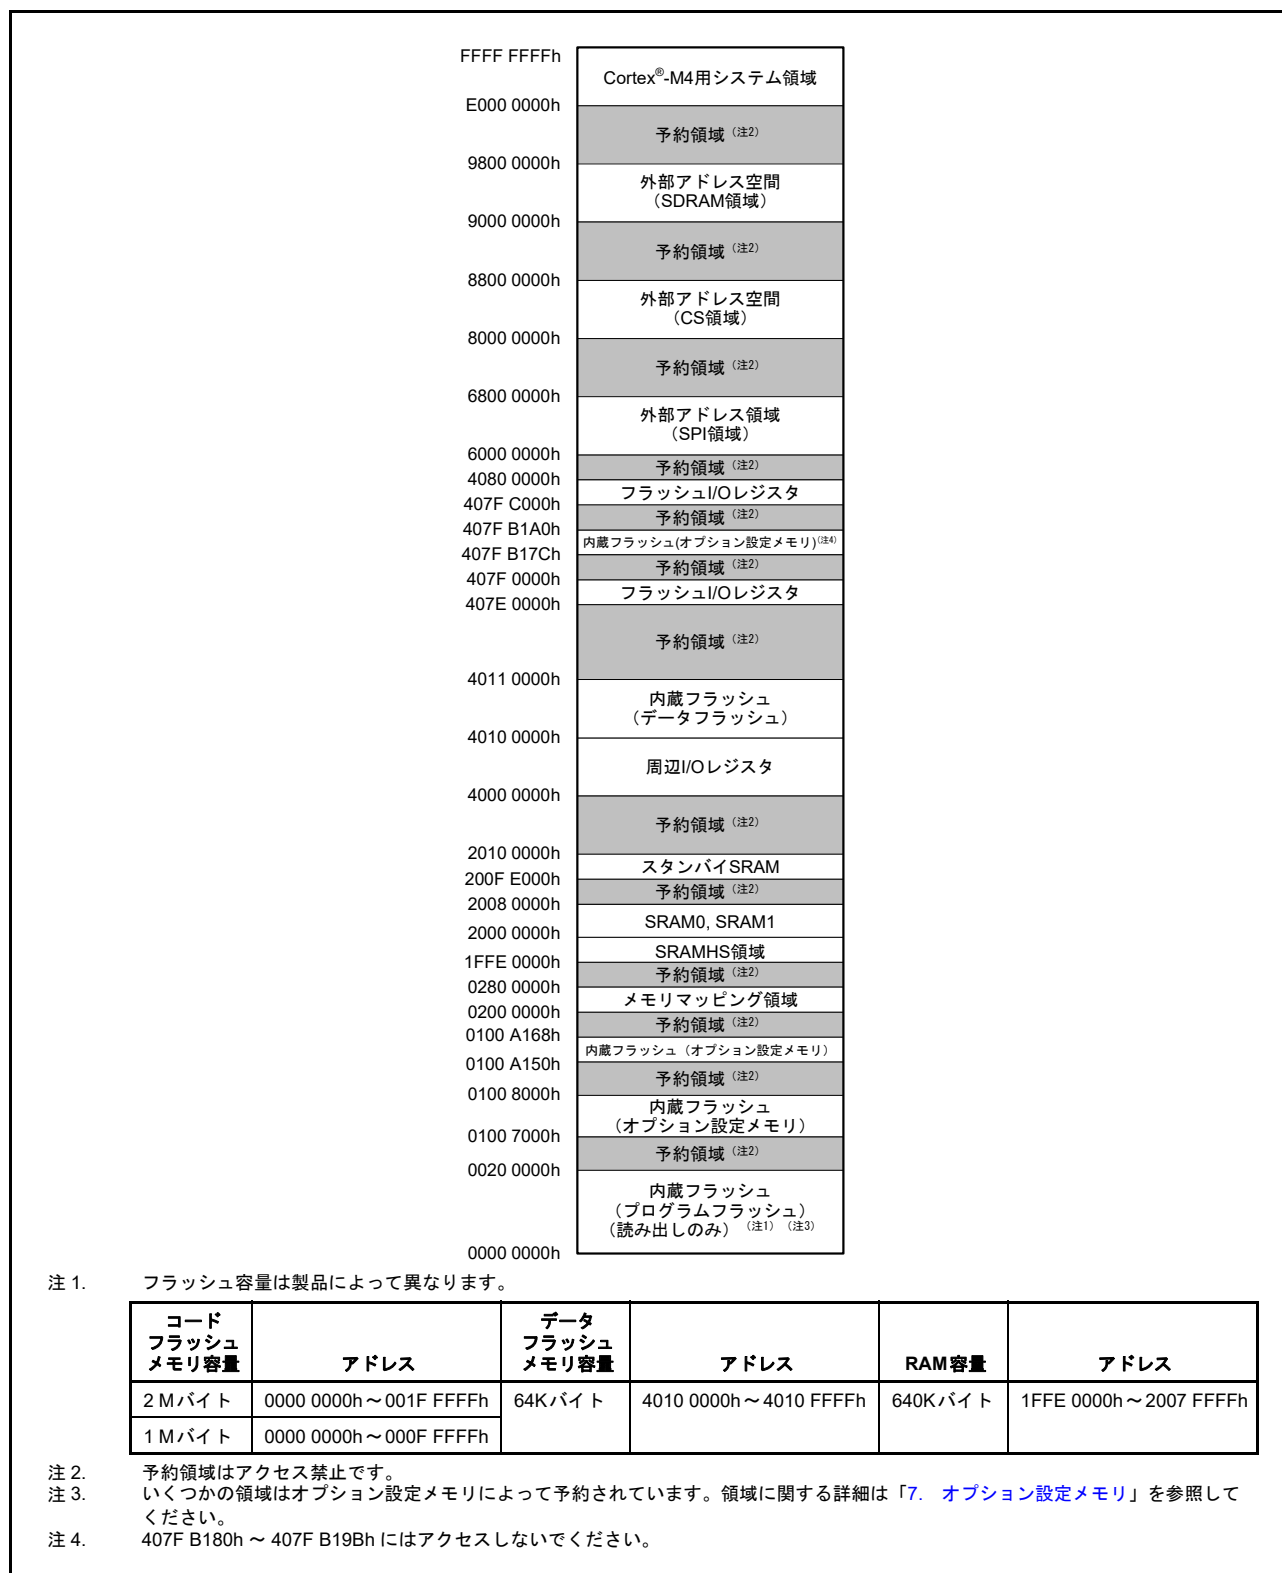 FFFF FFFFh
Cortex®-M4用システム領域
E000 0000h
予約領域（注2）
9800 0000h
外部アドレス空間
（SDRAM領域）
9000 0000h
予約領域（注2）
8800 0000h
外部アドレス空間
（CS領域）
8000 0000h
予約領域（注2）
6800 0000h
外部アドレス領域
（SPI領域）
6000 0000h
予約領域（注2）
4080 0000h
フラッシュI/Oレジスタ
407F C000h
予約領域（注2）
407F B1A0h
内蔵フラッシュ(オプション設定メモリ)（注4）
407F B17Ch
予約領域（注2）
407F 0000h
フラッシュI/Oレジスタ
407E 0000h
予約領域（注2）
4011 0000h
内蔵フラッシュ
（データフラッシュ）
4010 0000h
周辺I/Oレジスタ
4000 0000h
予約領域（注2）
2010 0000h
スタンバイSRAM
200F E000h
予約領域（注2）
2008 0000h
SRAM0, SRAM1
2000 0000h
SRAMHS領域
1FFE 0000h
予約領域（注2）
0280 0000h
メモリマッピング領域
0200 0000h
予約領域（注2）
0100 A168h
内蔵フラッシュ（オプション設定メモリ）
0100 A150h
予約領域（注2）
0100 8000h
内蔵フラッシュ
（オプション設定メモリ）
0100 7000h
予約領域（注2）
0020 0000h
内蔵フラッシュ
（プログラムフラッシュ）
（読み出しのみ）（注1）（注3）
0000 0000h
注 1. フラッシュ容量は製品によって異なります。
コード
フラッシュ
メモリ容量
アドレス
データ
フラッシュ
メモリ容量
アドレス
RAM容量
アドレス
2 Mバイト 0000 0000h～001F FFFFh 64Kバイト 4010 0000h～4010 FFFFh 640Kバイト 1FFE 0000h～2007 FFFFh
1 Mバイト 0000 0000h～000F FFFFh
注 2. 予約領域はアクセス禁止です。
注 3. いくつかの領域はオプション設定メモリによって予約されています。領域に関する詳細は「7. オプション設定メモリ」を参照して
ください。
注 4. 407F B180h ～ 407F B19Bh にはアクセスしないでください。